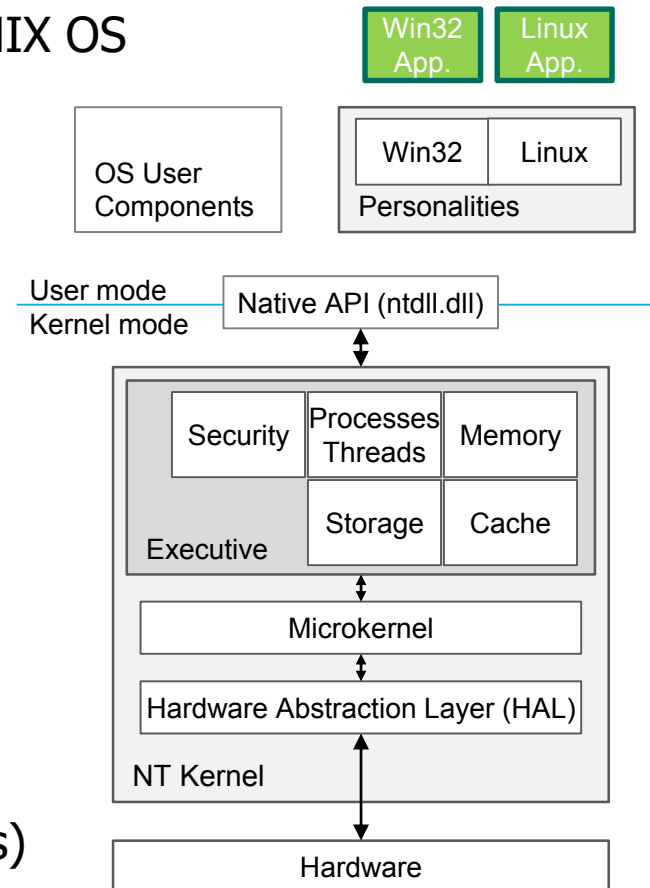 IIX OS
Win32
App.
Linux
App.
OS User
Components
Win32
Linux
Personalities
User mode
Kernel mode
Native API (ntdll.dll)
Security
Processes
Threads
Memory
Storage
Cache
Executive
Microkernel
Hardware Abstraction Layer (HAL)
NT Kernel
s)
Hardware